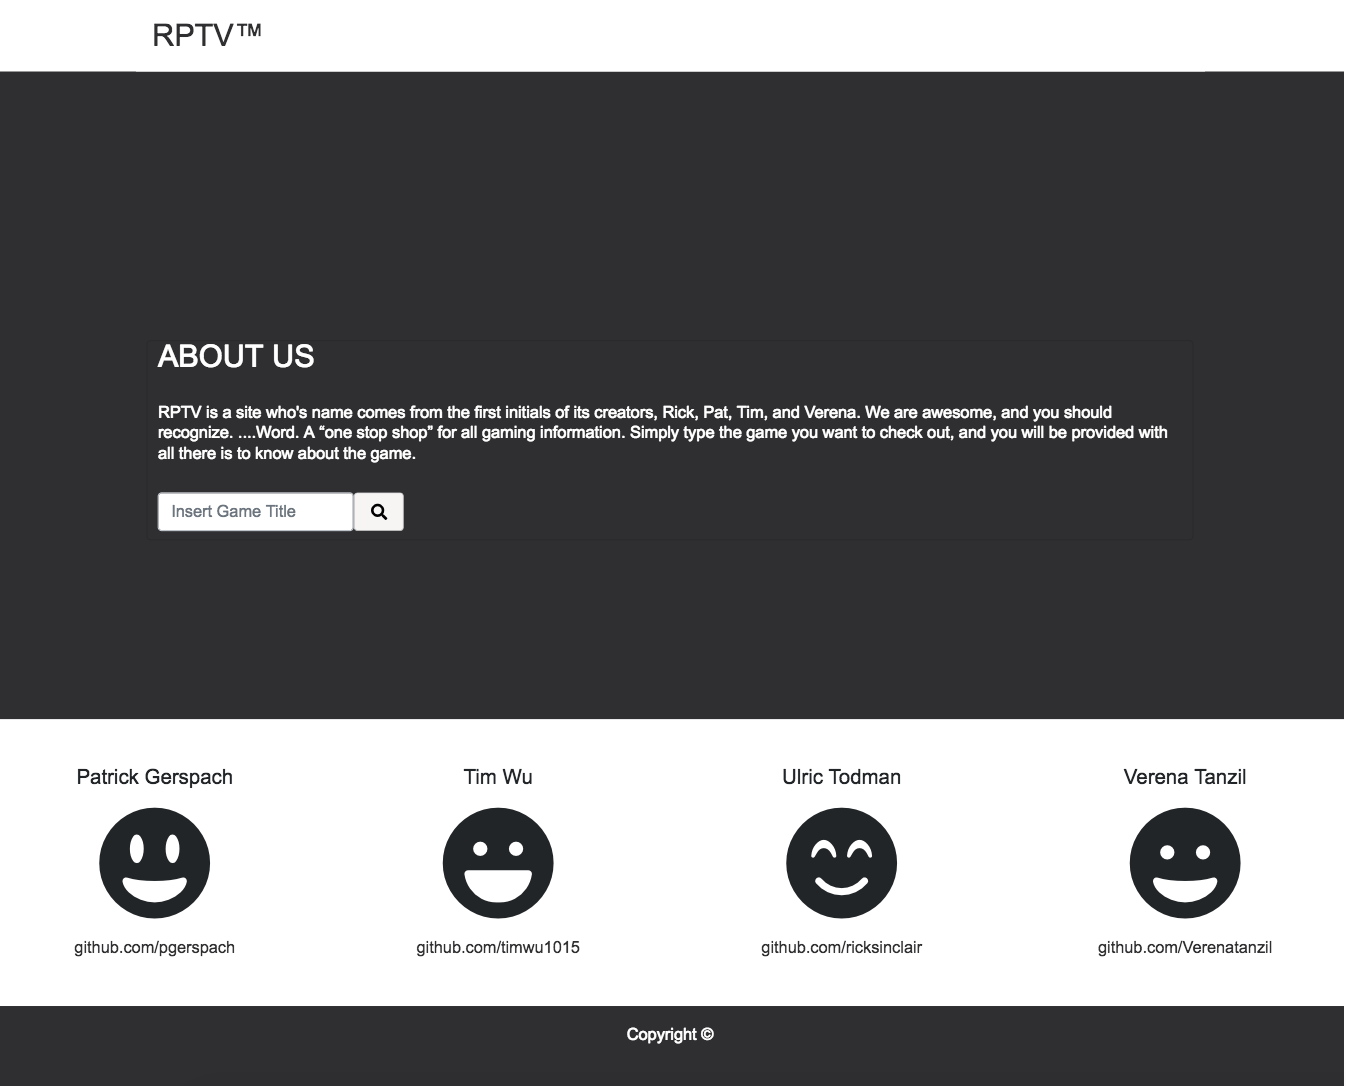 RPTV™
ABOUT US
RPTV is a site who's name comes from the first initials of its creators, Rick, Pat, Tim, and Verena. We are awesome, and you should
recognize. ....Word. A “one stop shop” for all gaming information. Simply type the game you want to check out, and you will be provided with
all there is to know about the game.
Insert Game Title
Patrick Gerspach
Tim Wu
Ulric Todman
Verena Tanzil
github.com/pgerspach
github.com/timwu1015
github.com/ricksinclair
github.com/Verenatanzil
Copyright ©